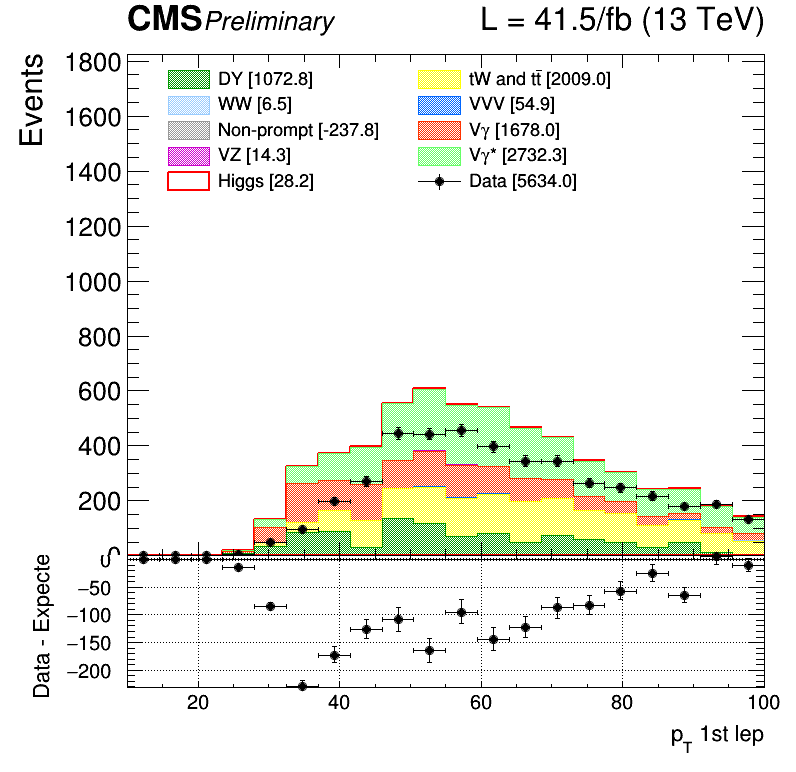 CMS Preliminary L = 41.5/fb (13 TeV)
Events
1800
1600
1400
1200
1000
800
600
400
200
0
DY [1072.8]
WW [6.5]
Non-prompt [-237.8]
VZ [14.3]
Higgs [28.2]
tW and tt̄ [2009.0]
VVV [54.9]
Vγ [1678.0]
Vγ* [2732.3]
Data [5634.0]
Data - Expecte
0
−50
−100
−150
−200
20 40 60 80 100
p_T 1st lep